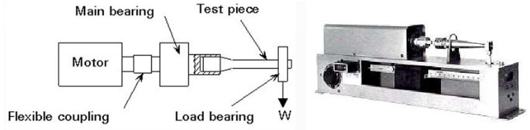 Main bearing
Test piece
Motor
Flexible coupling
Load bearing
W